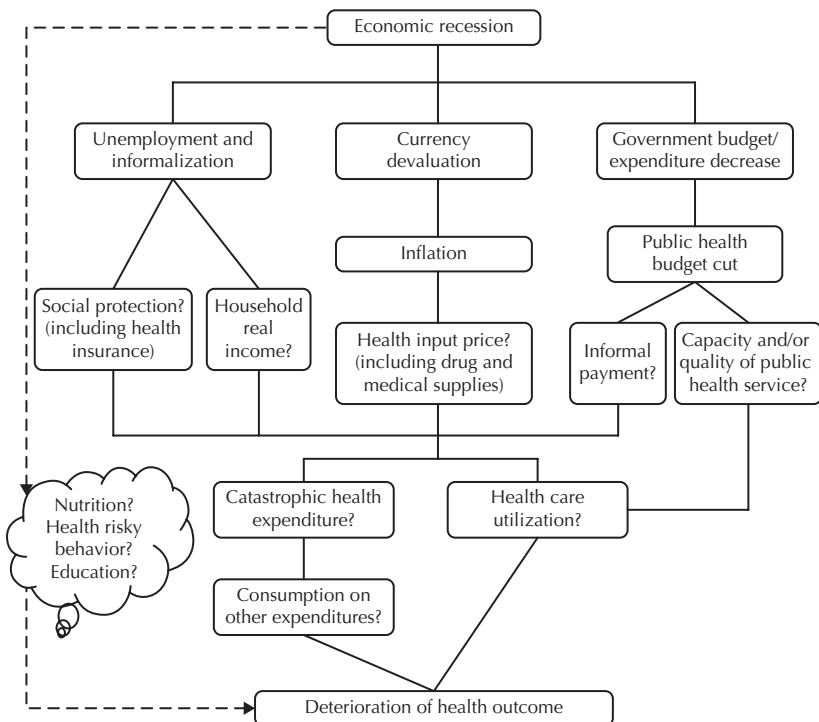 Economic recession
Unemployment and
informalization
Currency
devaluation
Government budget/
expenditure decrease
Inflation
Public health
budget cut
Social protection?
(including health
insurance)
Household
real
income?
Health input price?
(including drug and
medical supplies)
Informal
payment?
Capacity and/or
quality of public
health service?
Nutrition?
Health risky
behavior?
Education?
Catastrophic health
expenditure?
Health care
utilization?
Consumption on
other expenditures?
Deterioration of health outcome